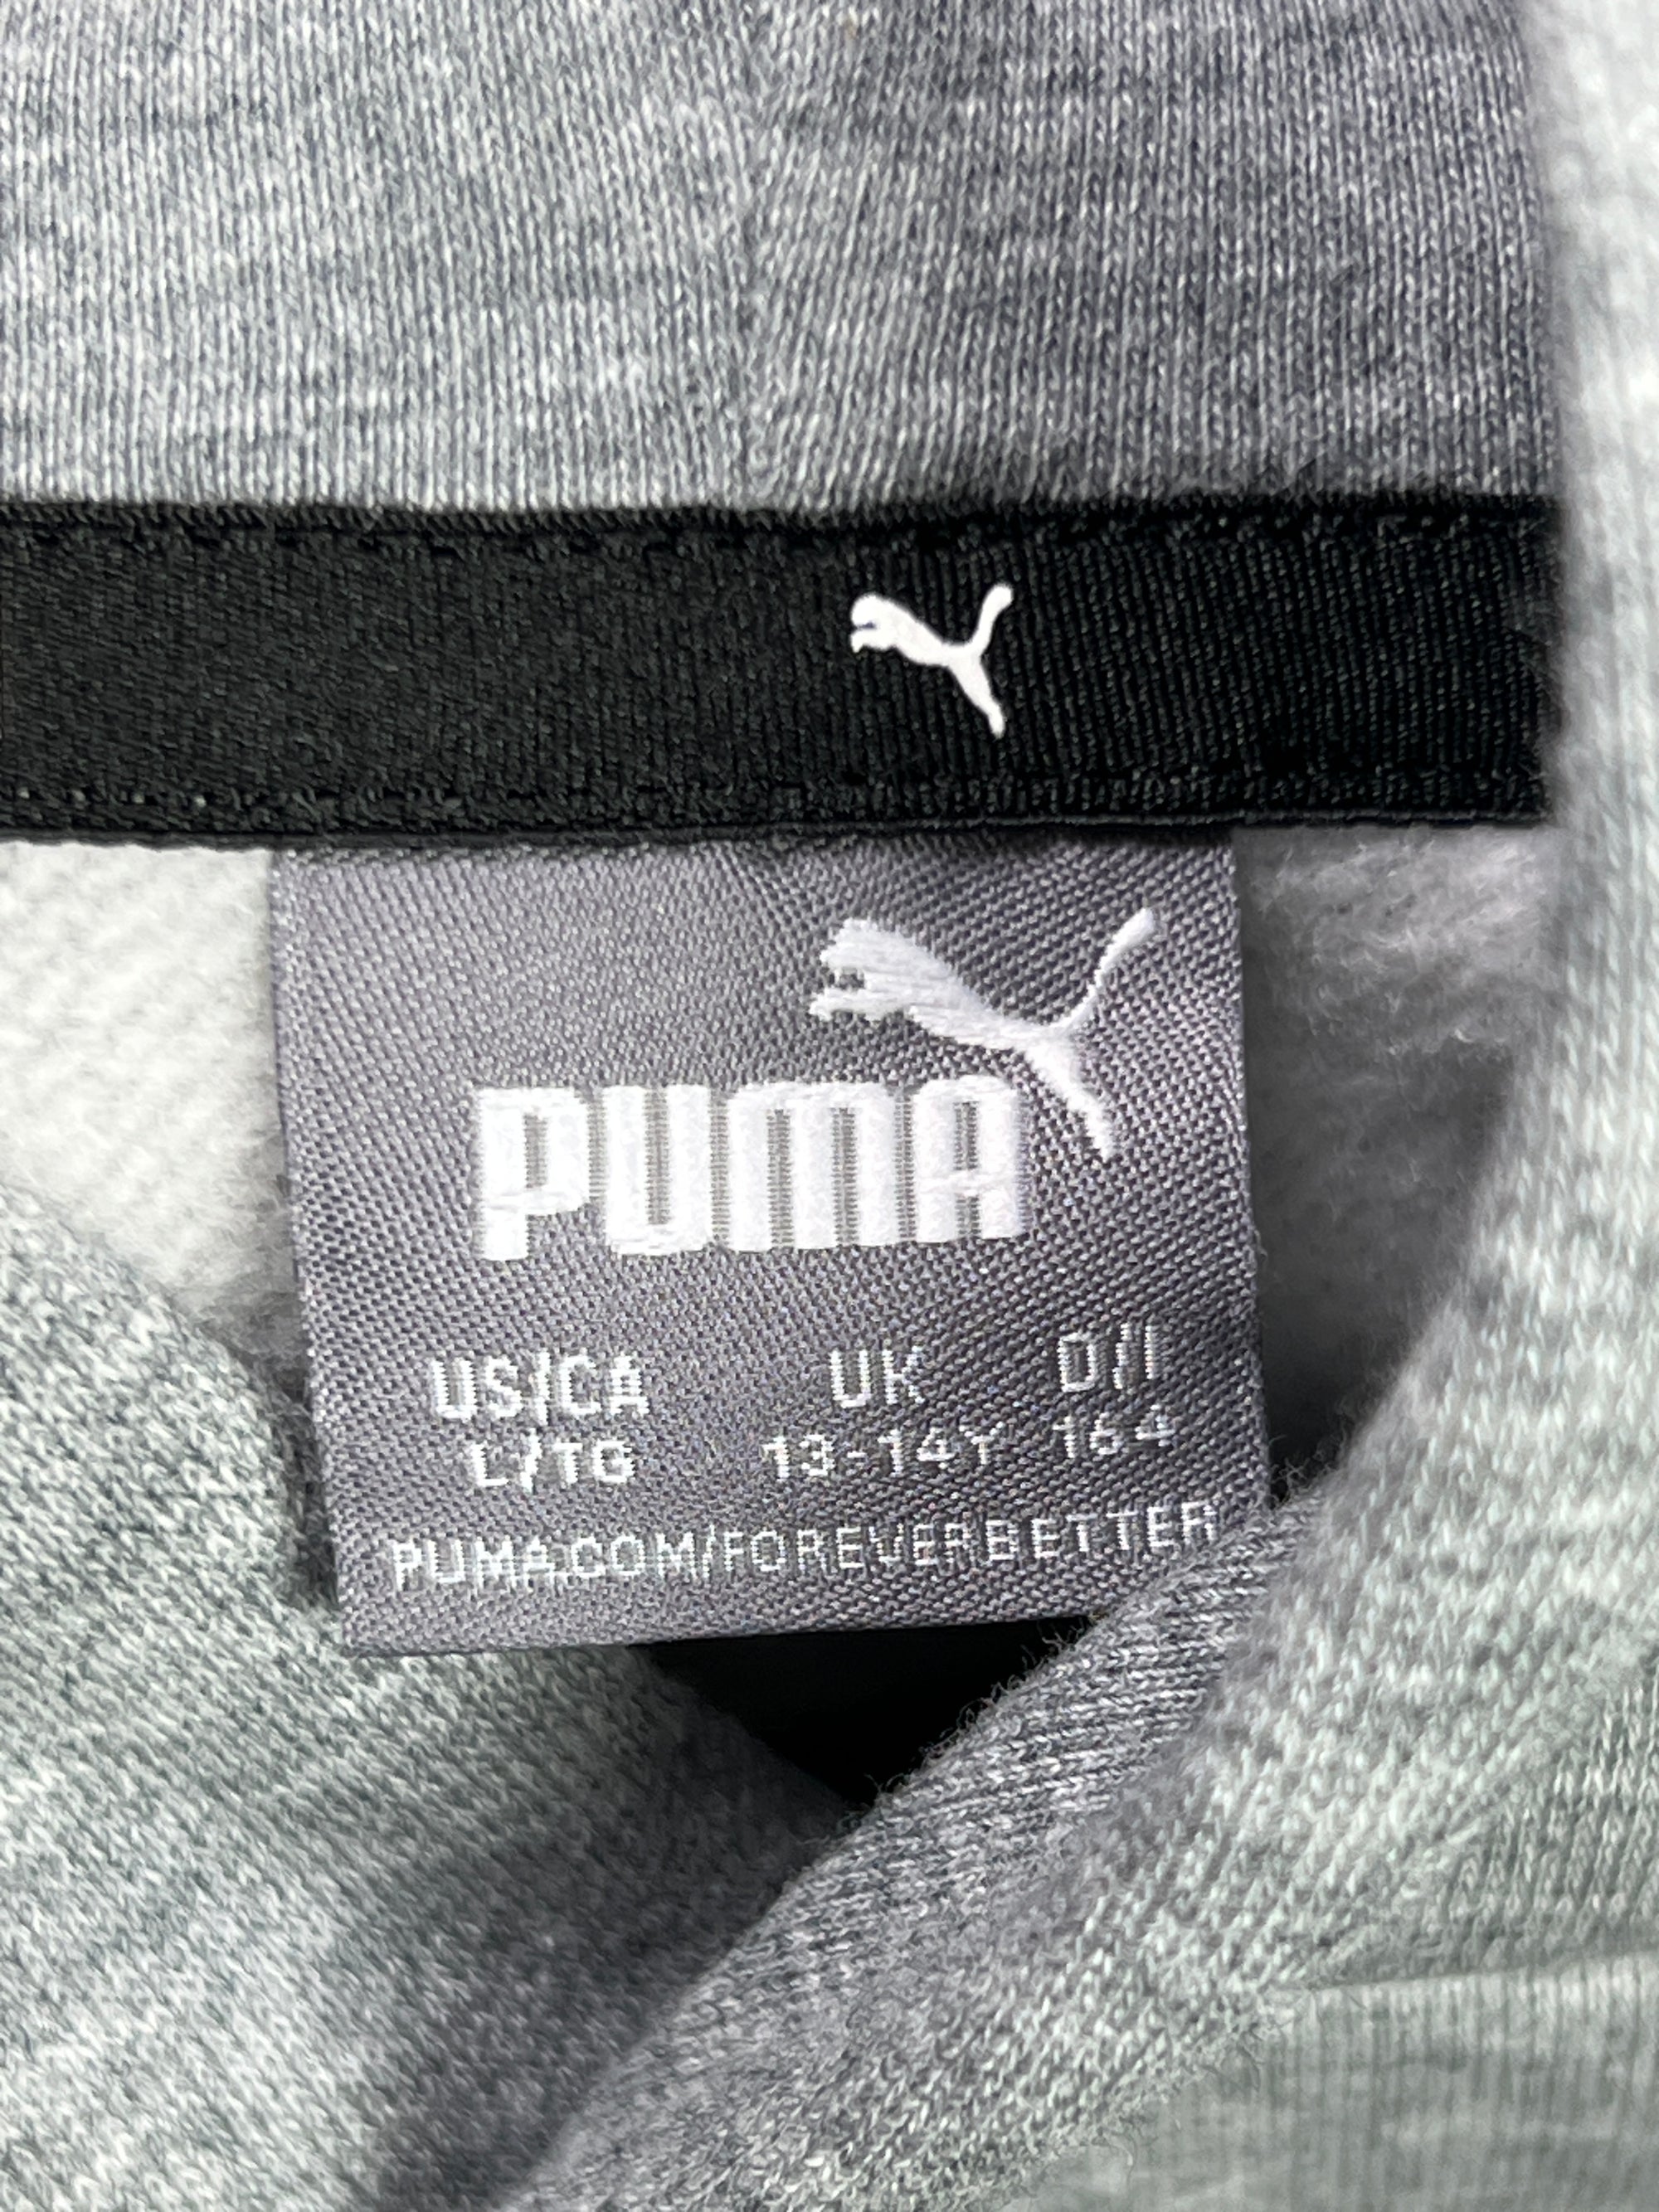 PUMA
US/CA UK D/I
L/TG 13-14Y 164
PUMA.COM/FOREVERBETTER